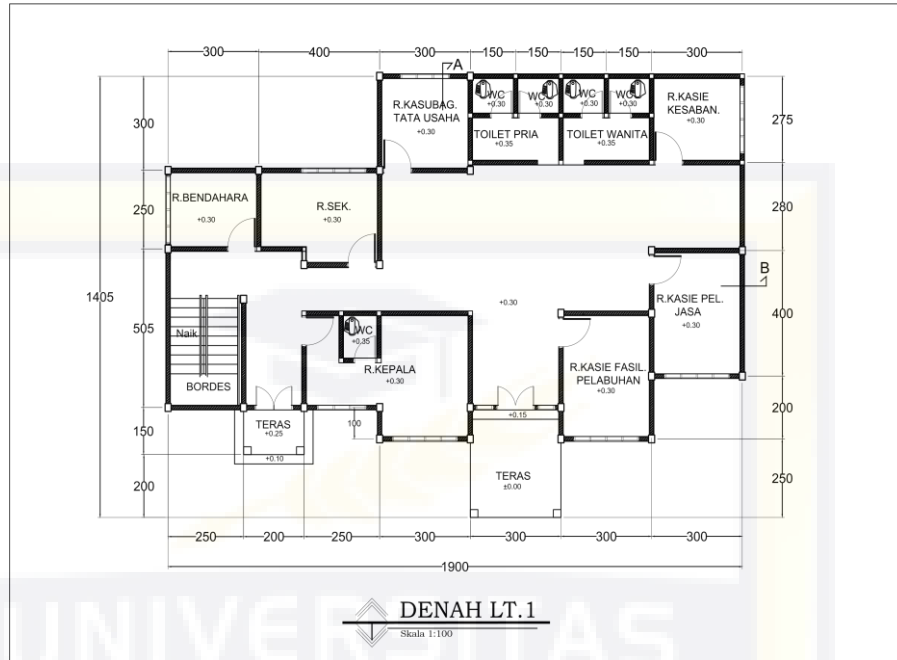 300 400 300 150 150 150 150 300
A
WC
+0.30
WC
+0.30
WC
+0.30
WC
+0.30
R.KASUBAG.
TATA USAHA
+0.30
R.KASIE
KESABAN.
+0.30
TOILET PRIA
+0.35
TOILET WANITA
+0.35
300
275
R.BENDAHARA
+0.30
R.SEK.
+0.30
250
280
B
1405
+0.30
R.KASIE PEL.
JASA
+0.30
400
505
Naik
WC
+0.35
R.KEPALA
+0.30
R.KASIE FASIL.
PELABUHAN
+0.30
BORDES
TERAS
+0.25
100
+0.15
200
150
+0.10
TERAS
±0.00
250
200
250 200 250 300 300 300 300
1900
DENAH LT.1
Skala 1:100
UNIVERSITAS